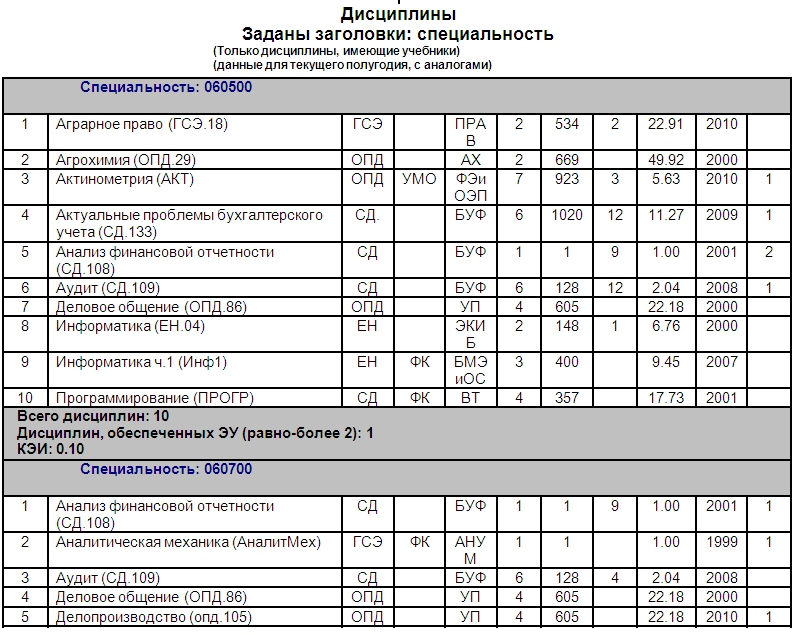 Дисциплины
Заданы заголовки: специальность
(Только дисциплины, имеющие учебники)
(данные для текущего полугодия, с аналогами)
Специальность: 060500
1 Аграрное право (ГСЭ.18) ГСЭ ПРА 2 534 2 22.91 2010
В
2 Агрохимия (ОПД.29) ОПД АХ 2 669 49.92 2000
3 Актинометрия (АКТ) ОПД УМО ФЭи 7 923 3 5.63 2010 1
ОЭП
4 Актуальные проблемы бухгалтерского СД. БУФ 6 1020 12 11.27 2009 1
учета (СД.133)
5 Анализ финансовой отчетности СД БУФ 1 1 9 1.00 2001 2
(СД.108)
6 Аудит (СД.109) СД БУФ 6 128 12 2.04 2008 1
7 Деловое общение (ОПД.86) ОПД УП 4 605 22.18 2000
8 Информатика (ЕН.04) ЕН ЭКИ 2 148 1 6.76 2000
Б
9 Информатика ч.1 (Инф1) ЕН ФК БМЭ 3 400 9.45 2007
иОС
10 Программирование (ПРОГР) СД ФК ВТ 4 357 17.73 2001
Всего дисциплин: 10
Дисциплин, обеспеченных ЭУ (равно-более 2): 1
КЭИ: 0.10
Специальность: 060700
1 Анализ финансовой отчетности СД БУФ 1 1 9 1.00 2001 1
(СД.108)
2 Аналитическая механика (АналитМех) ГСЭ ФК АНУ 1 1 1.00 1999 1
М
3 Аудит (СД.109) СД БУФ 6 128 4 2.04 2008
4 Деловое общение (ОПД.86) ОПД УП 4 605 22.18 2000
5 Делопроизводство (опд.105) ОПД УП 4 605 22.18 2010 1